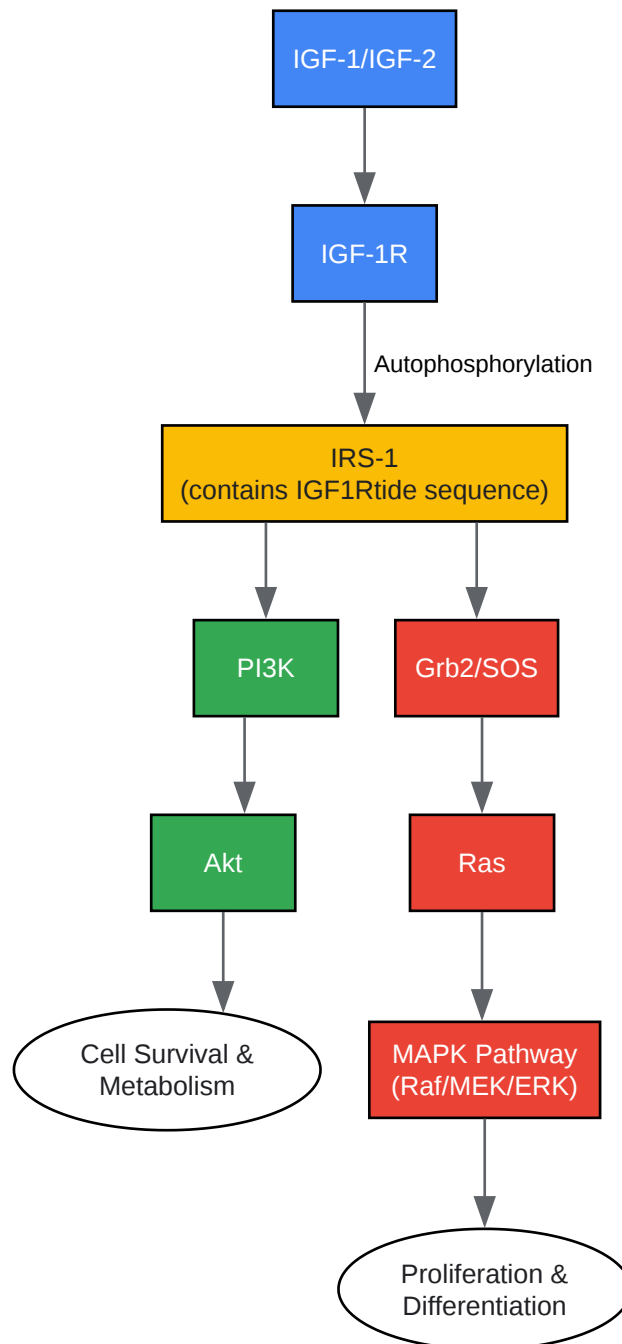 IGF-1/IGF-2
IGF-1R
Autophosphorylation
IRS-1
(contains IGF1Rtide sequence)
PI3K
Grb2/SOS
Akt
Ras
Cell Survival &
Metabolism
MAPK Pathway
(Raf/MEK/ERK)
Proliferation &
Differentiation